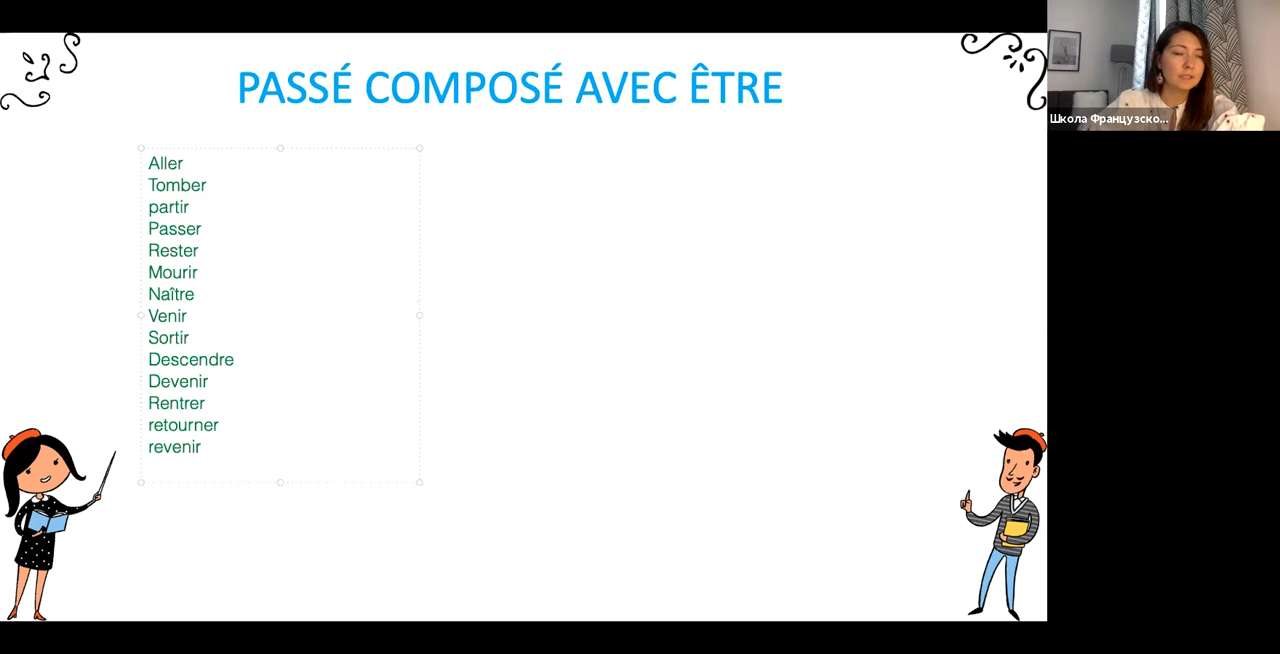 PASSÉ COMPOSÉ AVEC ÊTRE
Школа Французско...
Aller
Tomber
partir
Passer
Rester
Mourir
Naître
Venir
Sortir
Descendre
Devenir
Rentrer
retourner
revenir